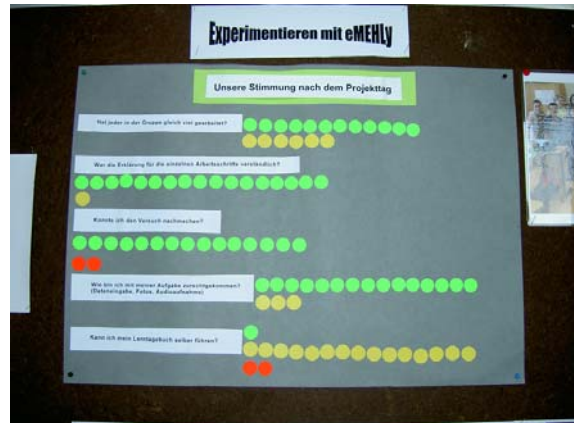 Experimentieren mit eMEHLy
Unsere Stimmung nach dem Projekttag
Hat jeder in der Gruppe gleich viel gearbeitet?
War die Erklärung für die einzelnen Arbeitsschritte verständlich?
Konnte ich den Versuch nachmachen?
Wie bin ich mit meiner Aufgabe zurechtgekommen?
(Dateneingabe, Fotos, Audioaufnahme)
Kann ich mein Lerntagebuch selber führen?